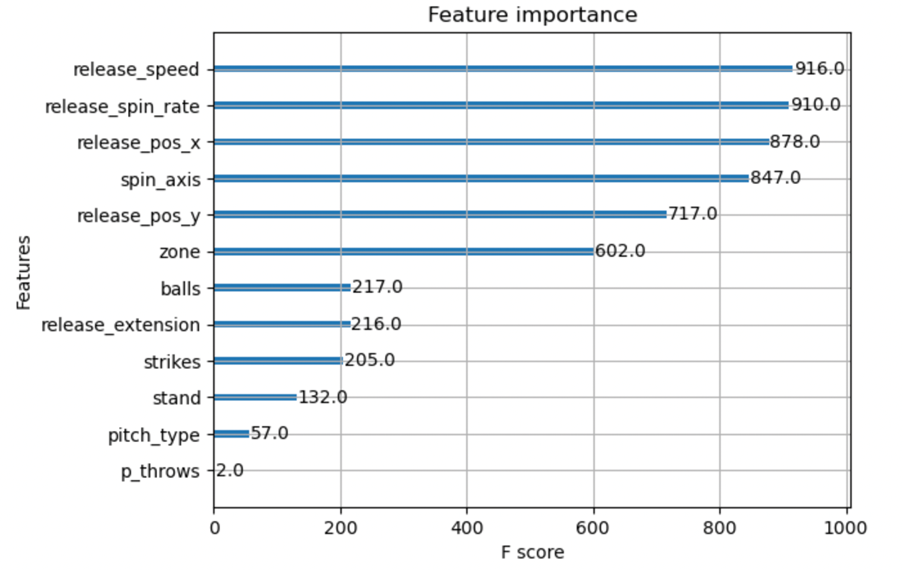 Feature importance
release_speed 916.0
release_spin_rate 910.0
release_pos_x 878.0
spin_axis 847.0
release_pos_y 717.0
zone 602.0
balls 217.0
release_extension 216.0
strikes 205.0
stand 132.0
pitch_type 57.0
p_throws 2.0
Features
0 200 400 600 800 1000
F score